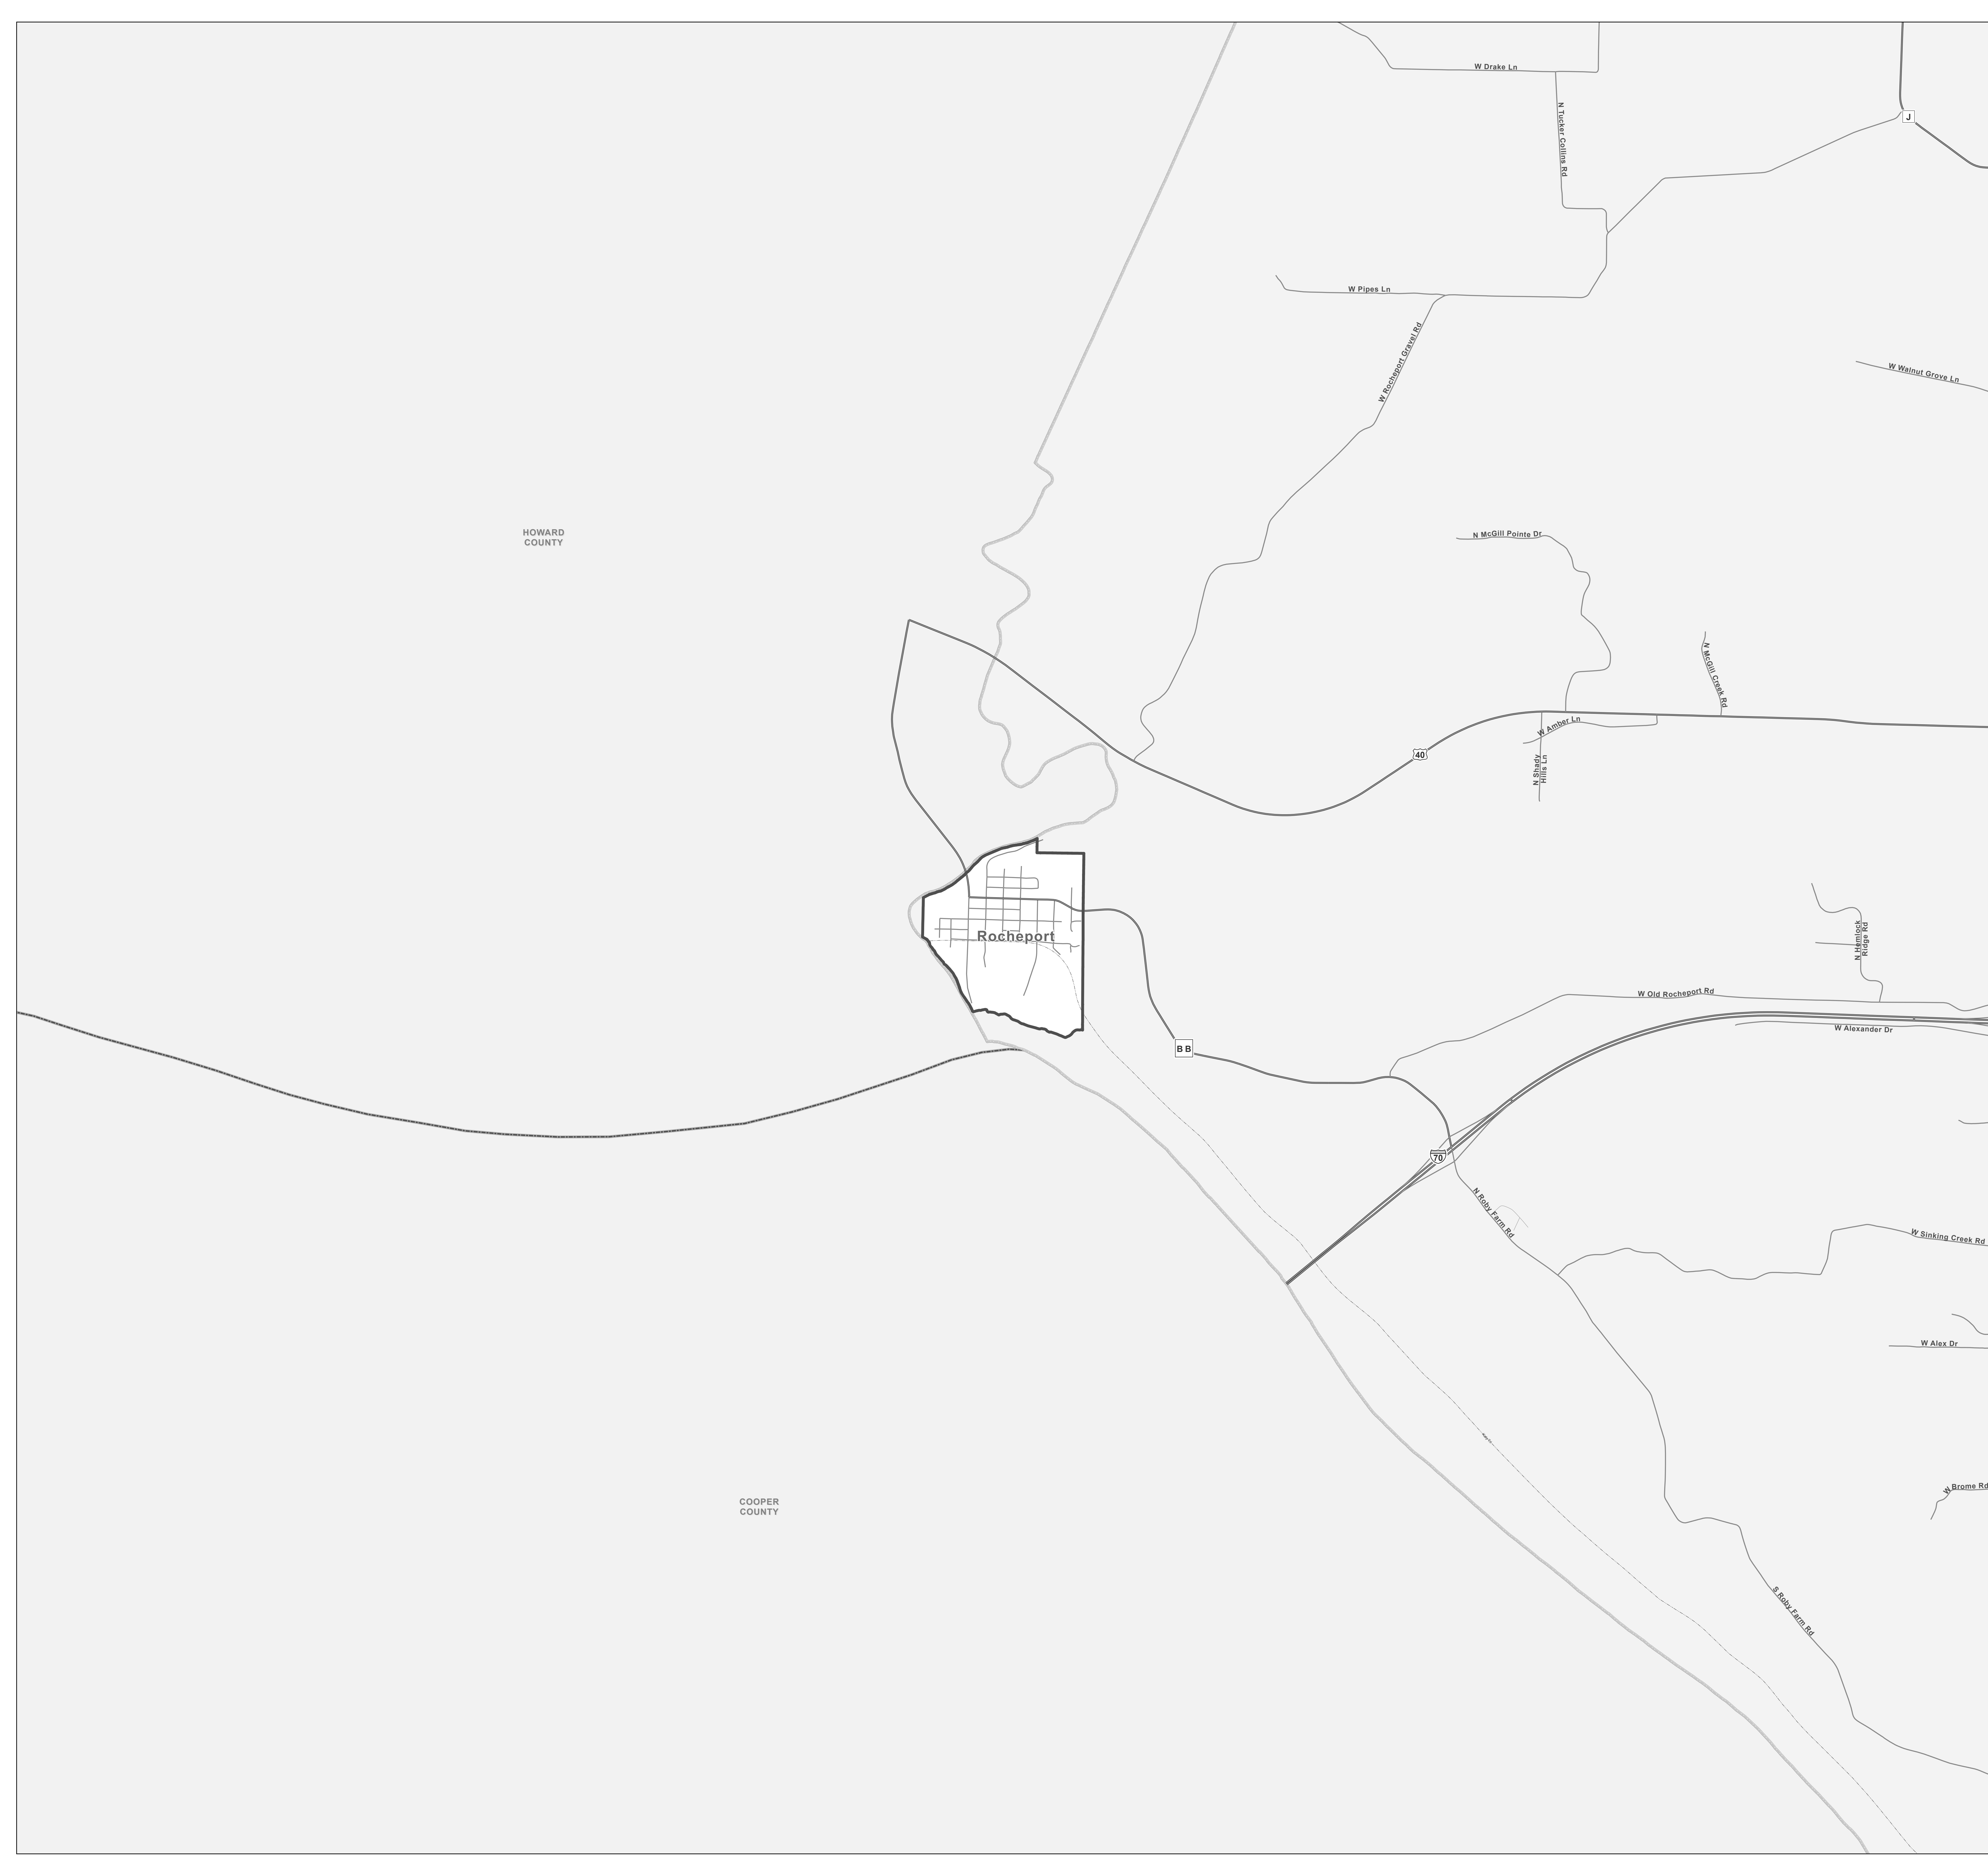 W Drake Ln
N Tucker Collins Rd
J
W Pipes Ln
W Rocheport Gravel Rd
W Walnut Grove Ln
HOWARD
COUNTY
N McGill Pointe Dr
N McGill Creek Rd
W Amber Ln
40
N Shady
Hills Ln
Rocheport
N Hemlock
Ridge Rd
W Old Rocheport Rd
W Alexander Dr
B B
70
N Roby Farm Rd
W Sinking Creek Rd
W Alex Dr
COOPER
COUNTY
W Brome Rd
S Roby Farm Rd